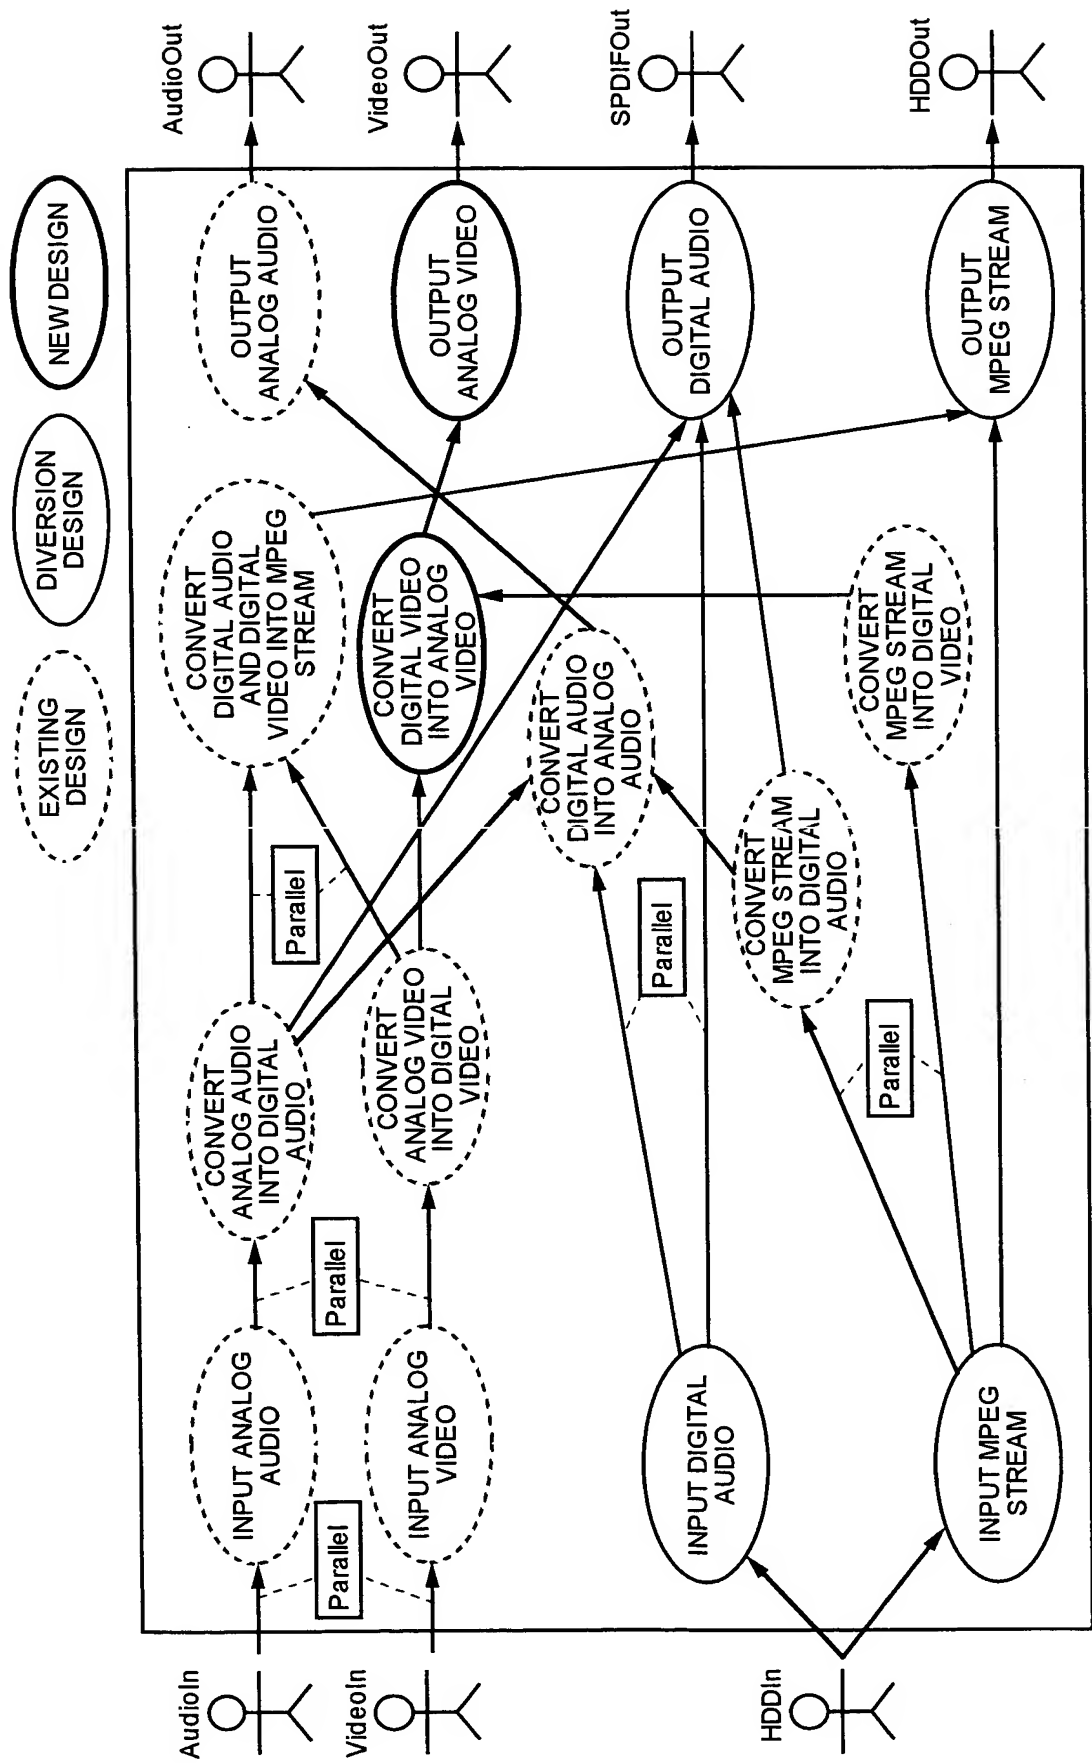 EXISTING
DESIGN
DIVERSION
DESIGN
NEW DESIGN
AudioIn
VideoIn
HDDIn
INPUT ANALOG
AUDIO
INPUT ANALOG
VIDEO
INPUT DIGITAL
AUDIO
INPUT MPEG
STREAM
Parallel
Parallel
CONVERT
ANALOG AUDIO
INTO DIGITAL
AUDIO
CONVERT
ANALOG VIDEO
INTO DIGITAL
VIDEO
Parallel
Parallel
Parallel
CONVERT
MPEG STREAM
INTO DIGITAL
AUDIO
CONVERT
DIGITAL AUDIO
AND DIGITAL
VIDEO INTO MPEG
STREAM
CONVERT
DIGITAL VIDEO
INTO ANALOG
VIDEO
CONVERT
DIGITAL AUDIO
INTO ANALOG
AUDIO
CONVERT
MPEG STREAM
INTO DIGITAL
VIDEO
OUTPUT
ANALOG AUDIO
OUTPUT
ANALOG VIDEO
OUTPUT
DIGITAL AUDIO
OUTPUT
MPEG STREAM
AudioOut
VideoOut
SPDIFOut
HDDOut